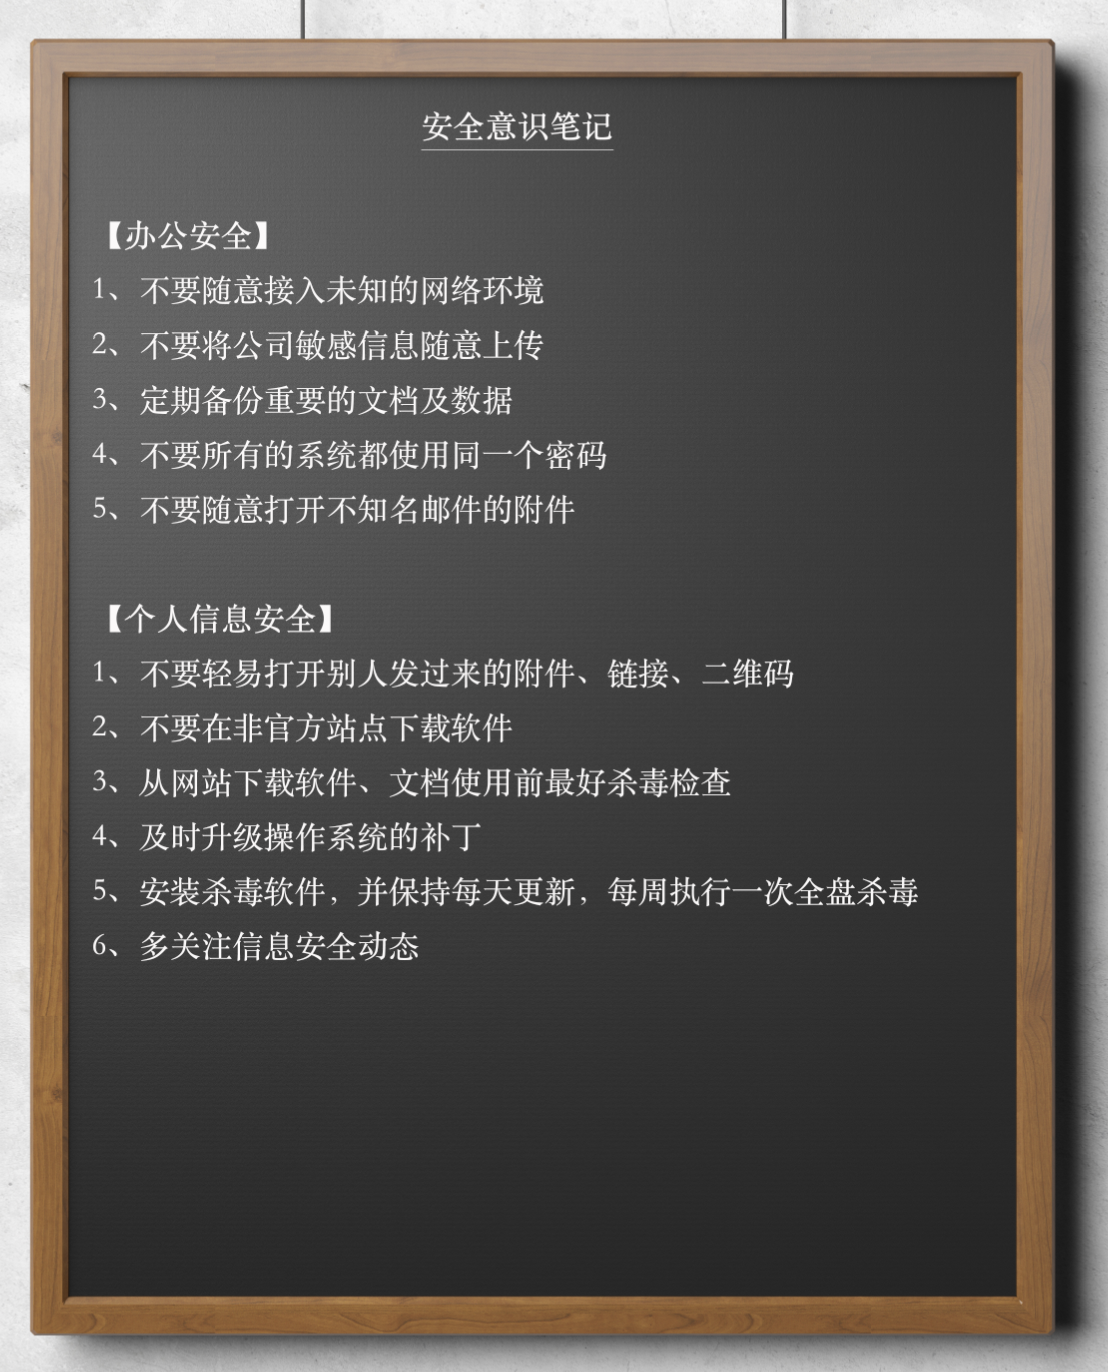 安全意识笔记
【办公安全】
1、不要随意接入未知的网络环境
2、不要将公司敏感信息随意上传
3、定期备份重要的文档及数据
4、不要所有的系统都使用同一个密码
5、不要随意打开不知名邮件的附件
【个人信息安全】
1、不要轻易打开别人发过来的附件、链接、二维码
2、不要在非官方站点下载软件
3、从网站下载软件、文档使用前最好杀毒检查
4、及时升级操作系统的补丁
5、安装杀毒软件，并保持每天更新，每周执行一次全盘杀毒
6、多关注信息安全动态